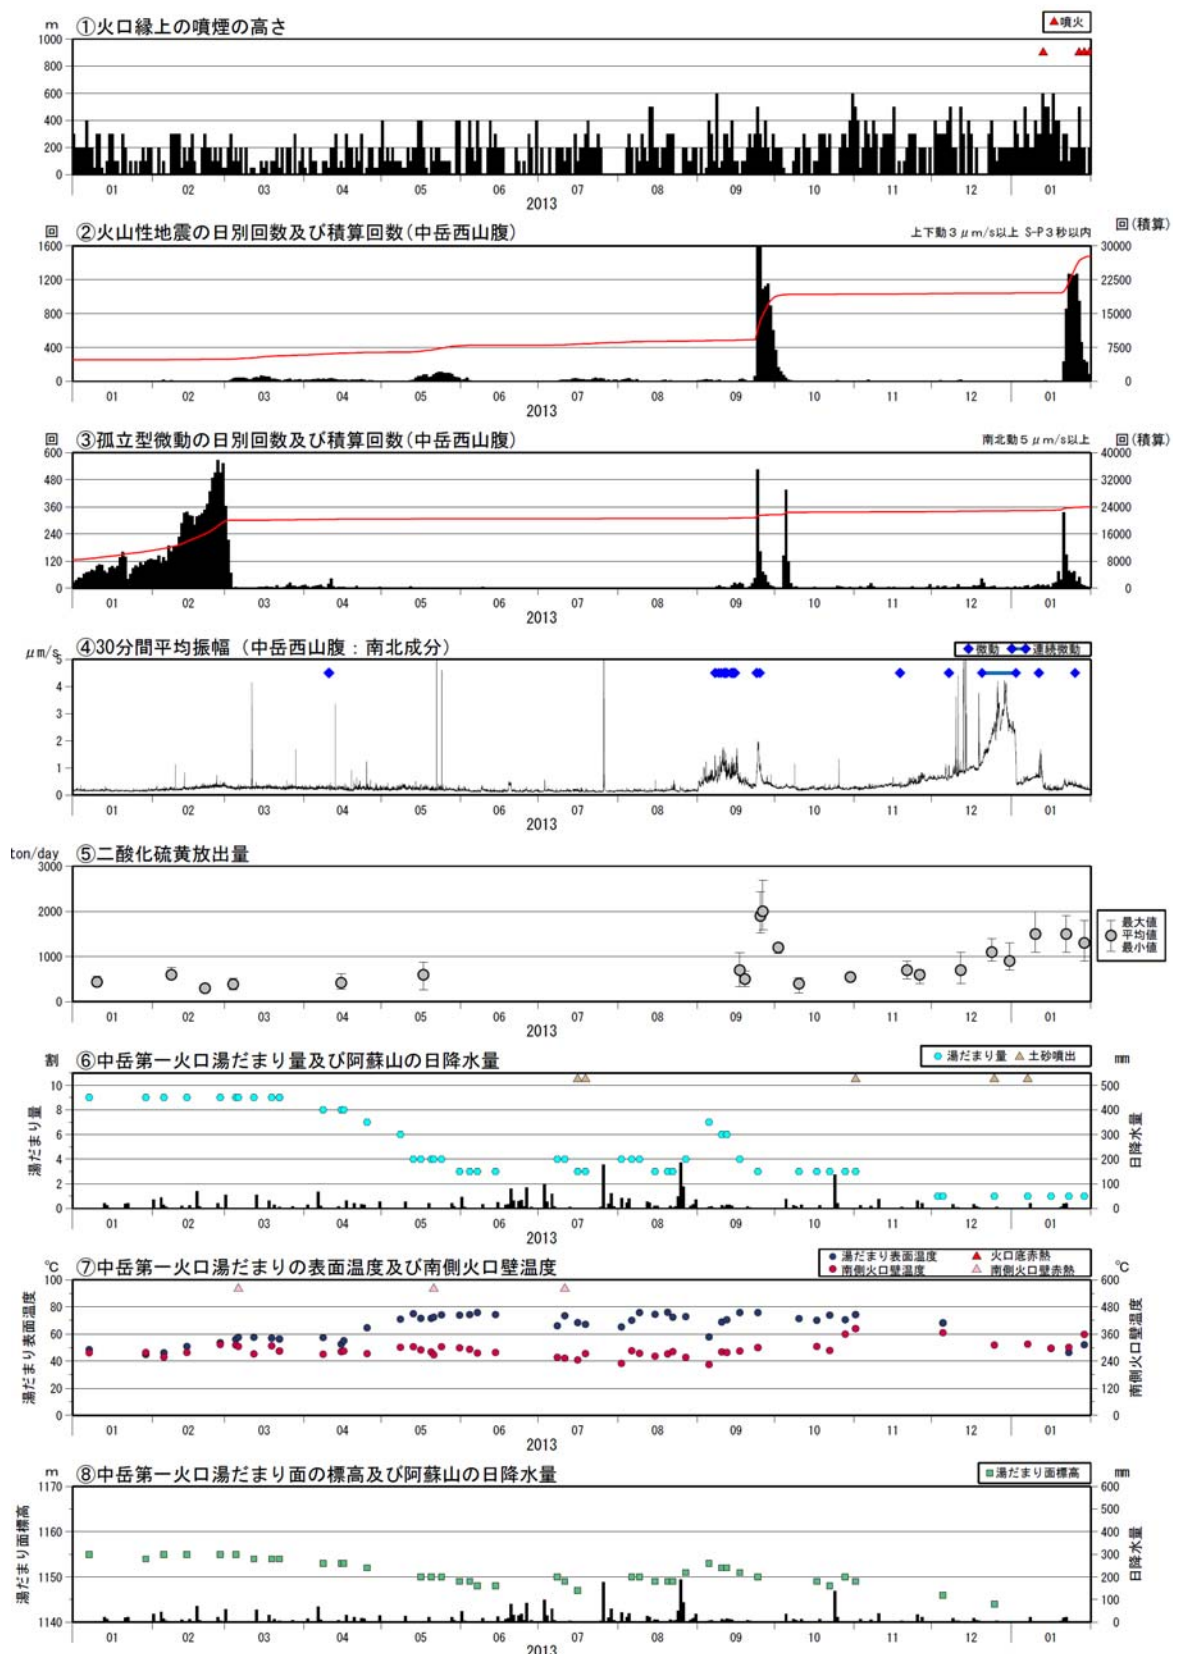 m ①火口縁上の噴煙の高さ ▲噴火
1000
800
600
400
200
0
01 02 03 04 05 06 07 08 09 10 11 12 01
2013
回 ②火山性地震の日別回数及び積算回数(中岳西山腹) 上下動3μm/s以上 S-P3秒以内 回(積算)
1600 30000
1200 22500
800 15000
400 7500
0 0
01 02 03 04 05 06 07 08 09 10 11 12 01
2013
回 ③孤立型微動の日別回数及び積算回数(中岳西山腹) 南北動5μm/s以上 回(積算)
600 40000
480 32000
360 24000
240 16000
120 8000
0 0
01 02 03 04 05 06 07 08 09 10 11 12 01
2013
μm/s ④30分間平均振幅(中岳西山腹:南北成分) ◆微動 ◆-◆連続微動
5
4
3
2
1
0
01 02 03 04 05 06 07 08 09 10 11 12 01
2013
ton/day ⑤二酸化硫黄放出量
3000
2000
1000
0
最大値
平均値
最小値
01 02 03 04 05 06 07 08 09 10 11 12 01
2013
割 ⑥中岳第一火口湯だまり量及び阿蘇山の日降水量 湯だまり量 土砂噴出 mm
湯だまり量
10 500
8 400
6 300
4 200
2 100
0 0
日降水量
01 02 03 04 05 06 07 08 09 10 11 12 01
2013
℃ ⑦中岳第一火口湯だまりの表面温度及び南側火口壁温度 ℃
湯だまり表面温度 火口底赤熱
南側火口壁温度 南側火口壁赤熱
湯だまり表面温度
100 600
80 480
60 360
40 240
20 120
0 0
南側火口壁温度
01 02 03 04 05 06 07 08 09 10 11 12 01
2013
m ⑧中岳第一火口湯だまり面の標高及び阿蘇山の日降水量 湯だまり面標高 mm
湯だまり面標高
1170 600
500
1160 400
300
1150 200
100
1140 0
日降水量
01 02 03 04 05 06 07 08 09 10 11 12 01
2013